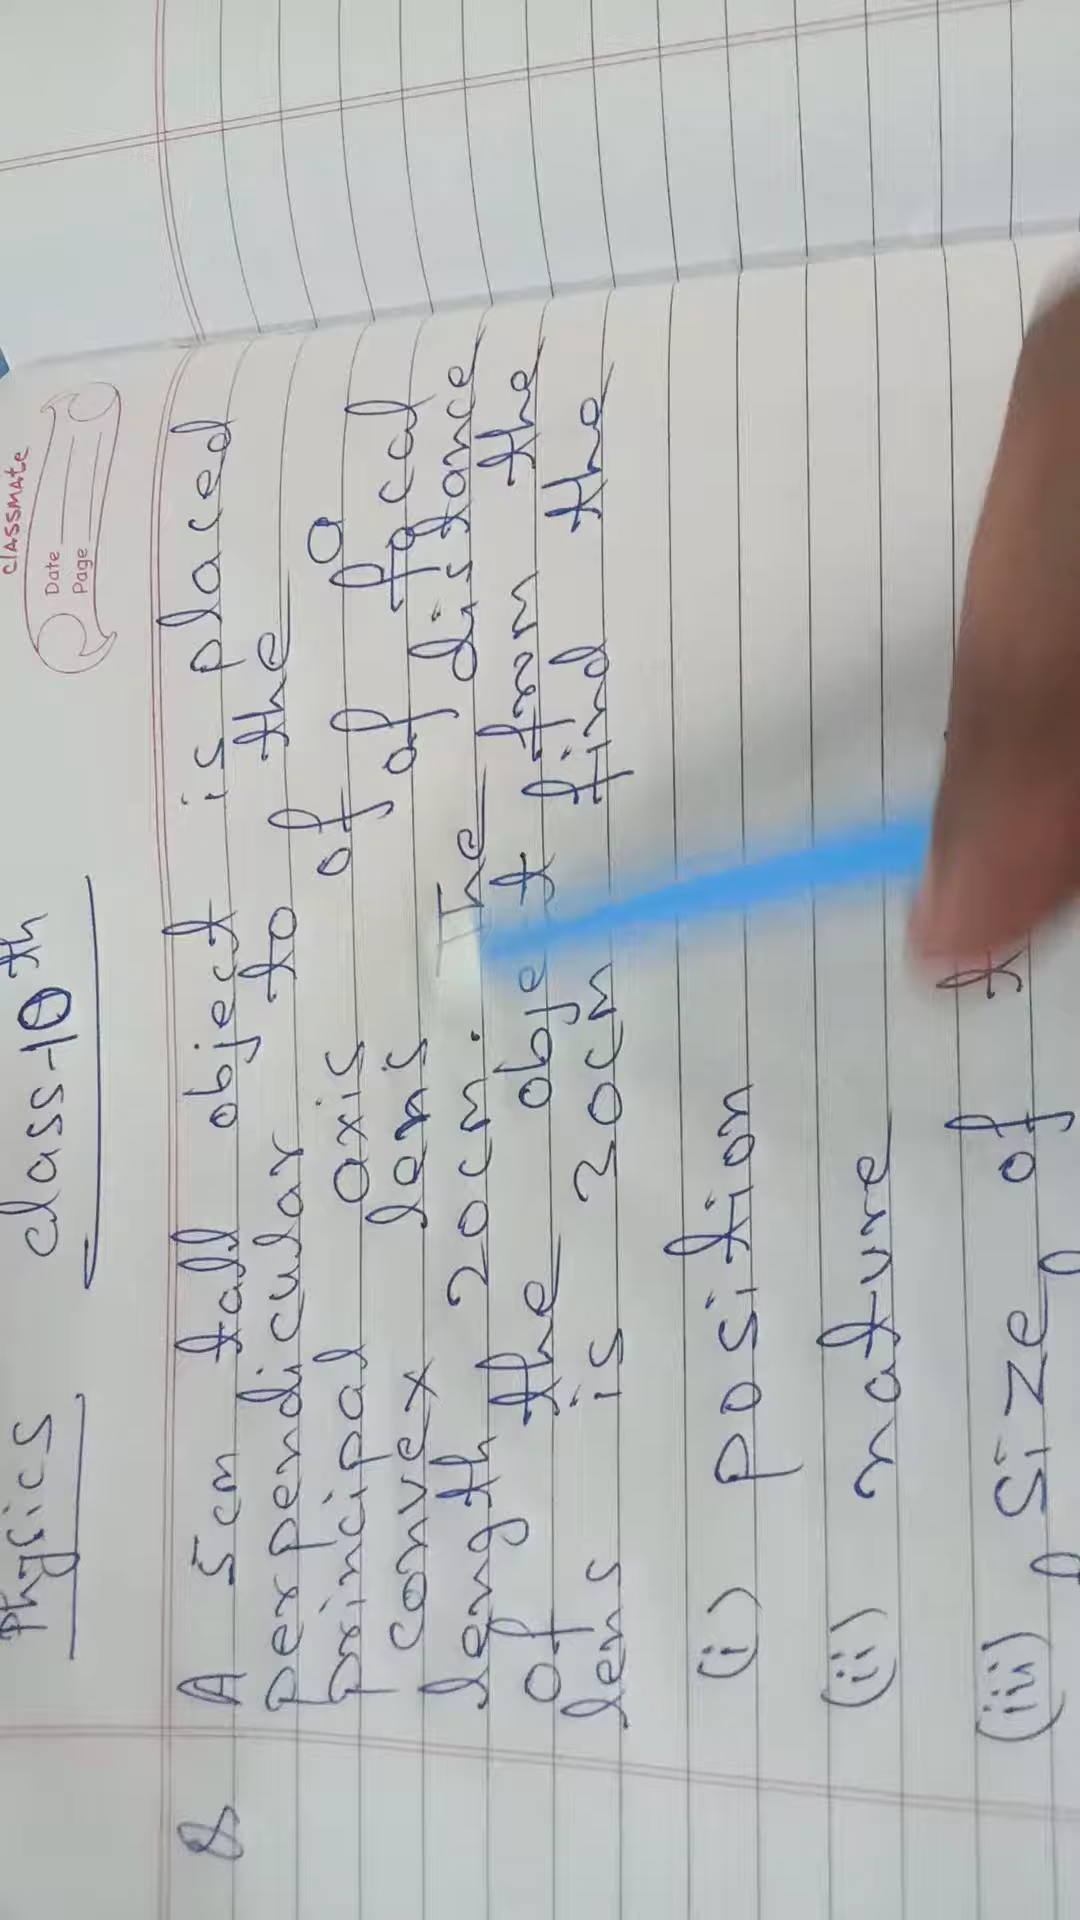 classmate
Date
Page
Physics class-10th
Q A 5cm tall object is placed
perpendicular to the
principal axis of a
convex lens of focal
length 20cm. The distance
of the object from the
lens is 20cm find the
(i) position
(ii) nature
(iii) size of